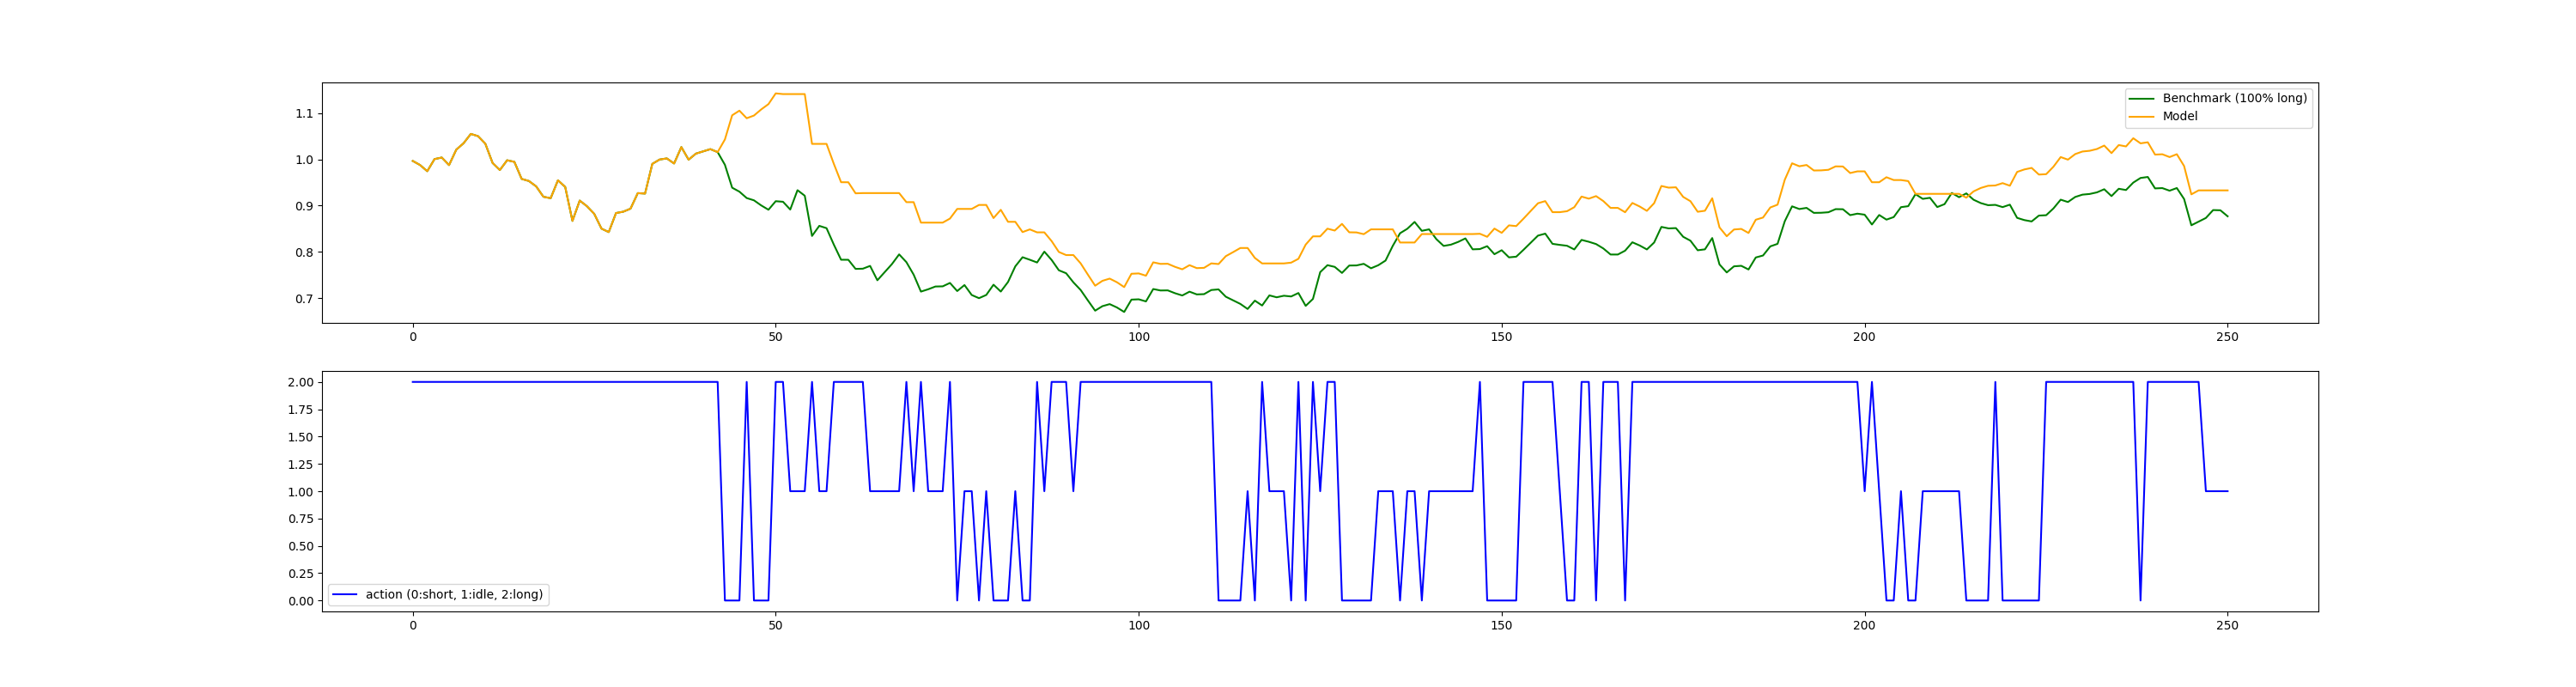 1.1
1.0
0.9
0.8
0.7
Benchmark (100% long)
Model
0 50 100 150 200 250
2.00
1.75
1.50
1.25
1.00
0.75
0.50
0.25
0.00
action (0:short, 1:idle, 2:long)
0 50 100 150 200 250